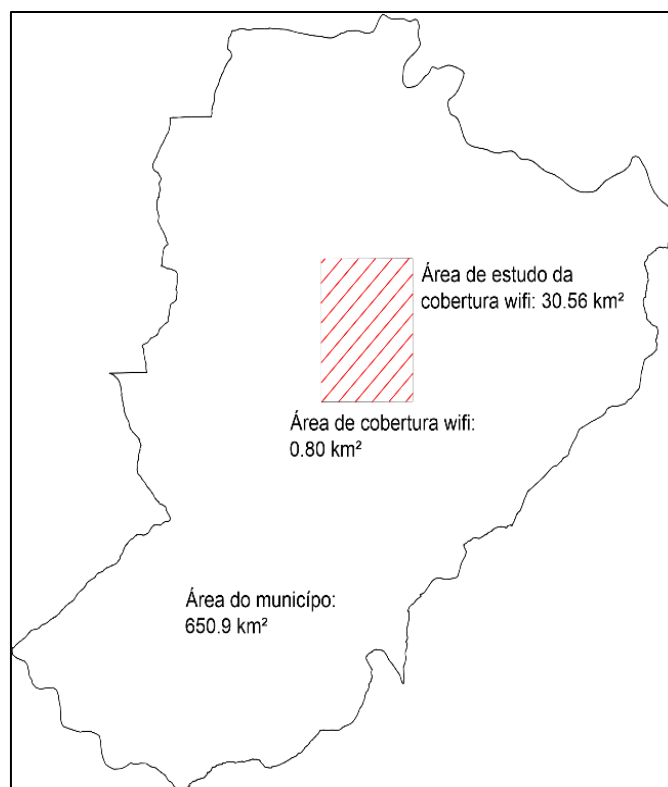 Área de estudo da
cobertura wifi: 30.56 km²
Área de cobertura wifi:
0.80 km²
Área do municípo:
650.9 km²